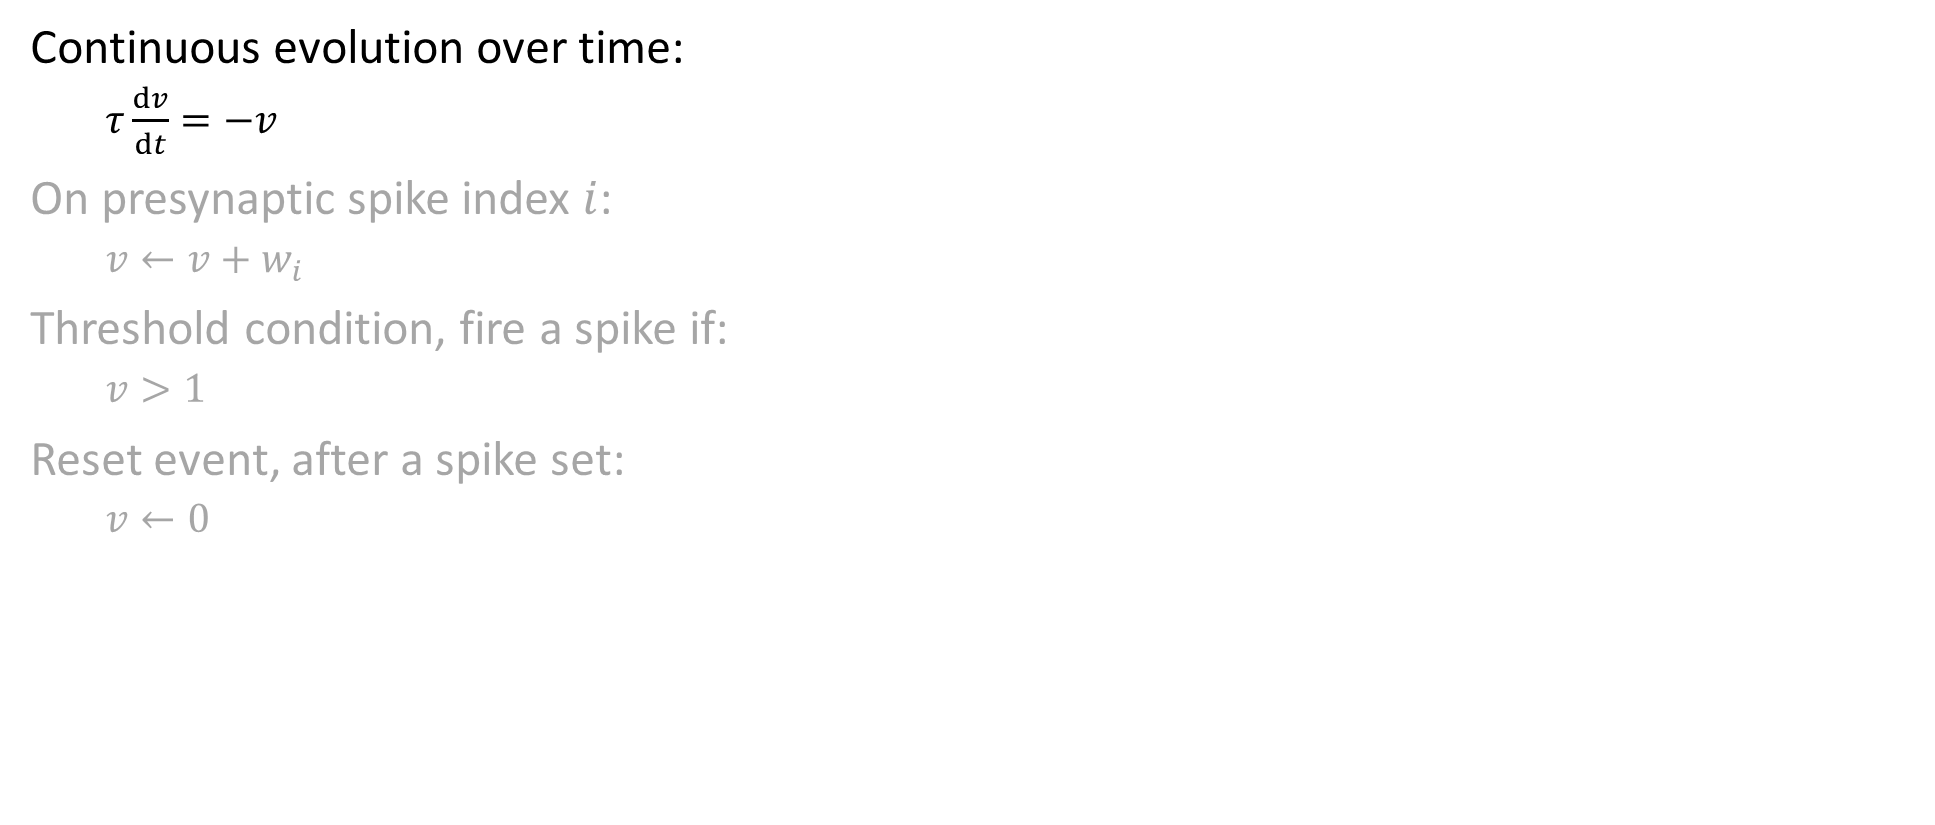 Continuous evolution over time:
τ dv/dt = −v
On presynaptic spike index i:
v ← v + wᵢ
Threshold condition, fire a spike if:
v > 1
Reset event, after a spike set:
v ← 0